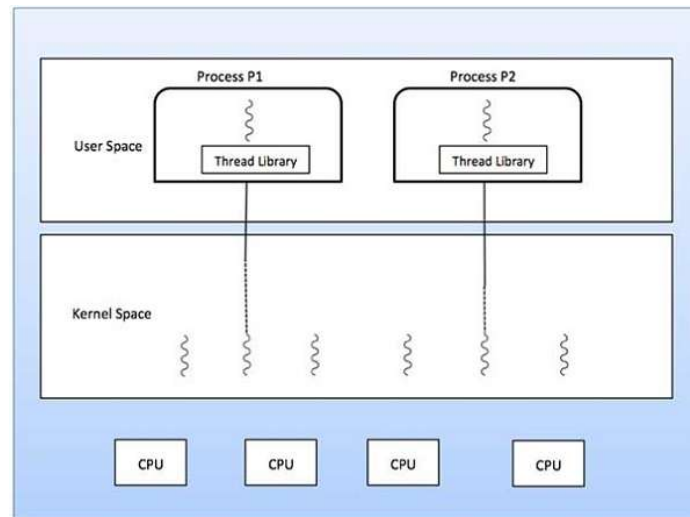 Process P1
Process P2
User Space
Thread Library
Thread Library
Kernel Space
CPU
CPU
CPU
CPU